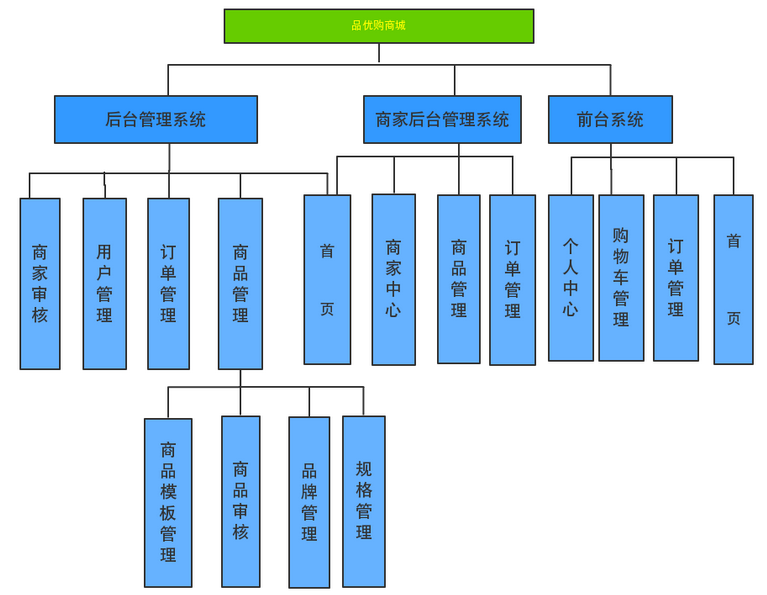 品优购商城
后台管理系统
商家后台管理系统
前台系统
商家审核
用户管理
订单管理
商品管理
首页
商家中心
商品管理
订单管理
个人中心
购物车管理
订单管理
首页
商品模板管理
商品审核
品牌管理
规格管理